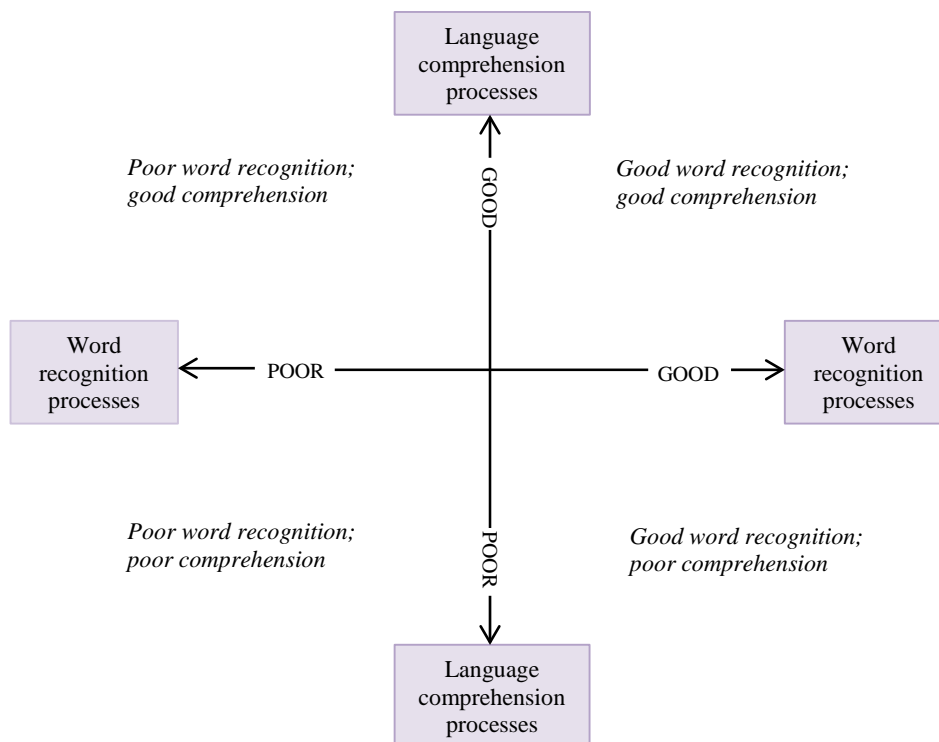 Language
comprehension
processes
Poor word recognition;
good comprehension
GOOD
Good word recognition;
good comprehension
Word
recognition
processes
POOR
GOOD
Word
recognition
processes
Poor word recognition;
poor comprehension
POOR
Good word recognition;
poor comprehension
Language
comprehension
processes